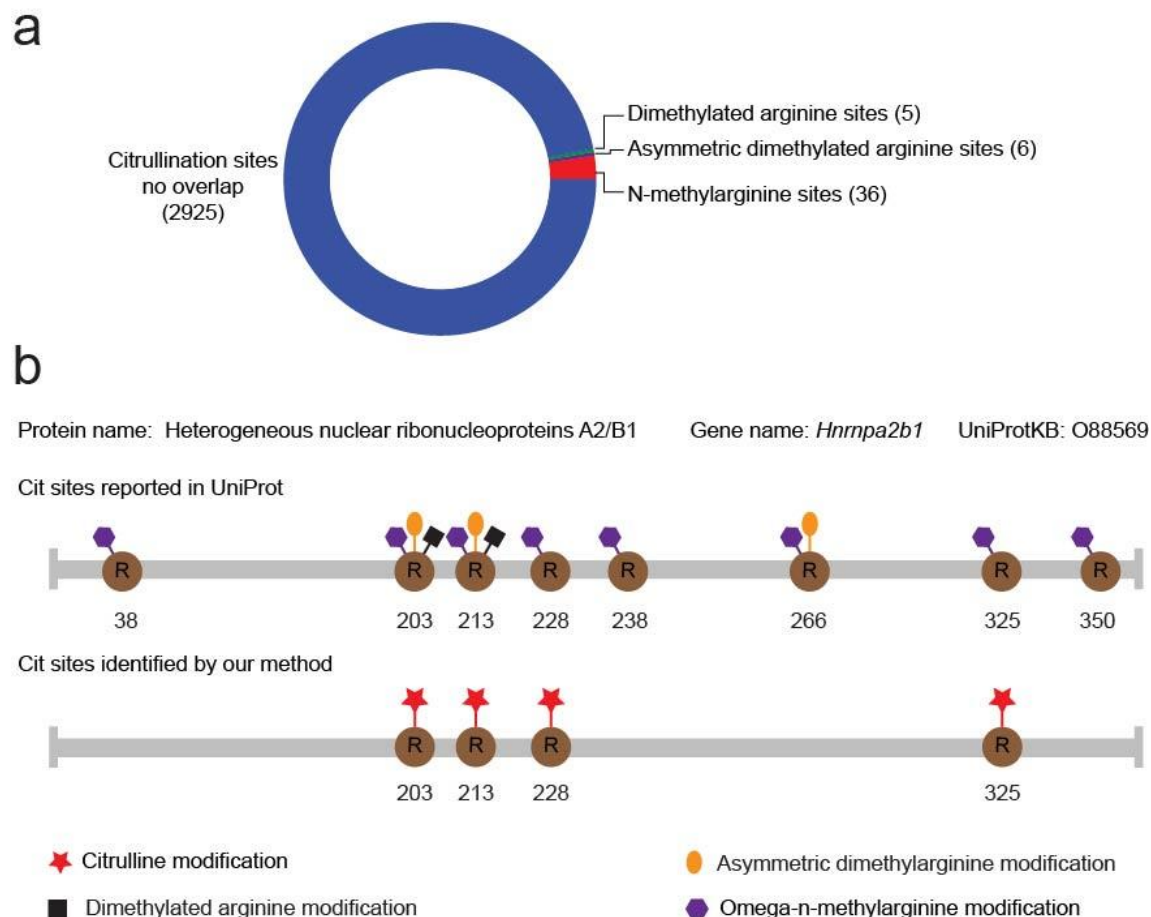 a
Dimethylated arginine sites (5)
Asymmetric dimethylated arginine sites (6)
N-methylarginine sites (36)
Citrullination sites
no overlap
(2925)
b
Protein name: Heterogeneous nuclear ribonucleoproteins A2/B1 Gene name: Hnrnpa2b1 UniProtKB: O88569
Cit sites reported in UniProt
R R R R R R R R
38 203 213 228 238 266 325 350
Cit sites identified by our method
R R R R
203 213 228 325
Citrulline modification Asymmetric dimethylarginine modification
Dimethylated arginine modification Omega-n-methylarginine modification